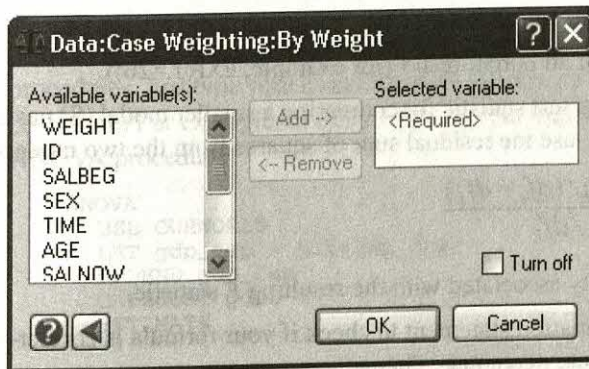 Data:Case Weighting:By Weight
Available variable(s):
WEIGHT
ID
SALBEG
SEX
TIME
AGE
SALNOW
Add -->
<-- Remove
Selected variable:
<Required>
Turn off
OK
Cancel